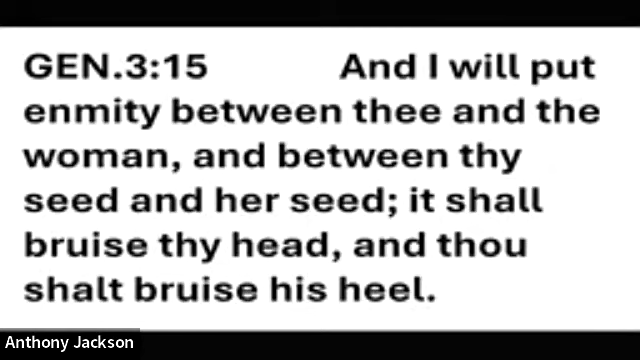 GEN.3:15 And I will put
enmity between thee and the
woman, and between thy
seed and her seed; it shall
bruise thy head, and thou
shalt bruise his heel.
Anthony Jackson